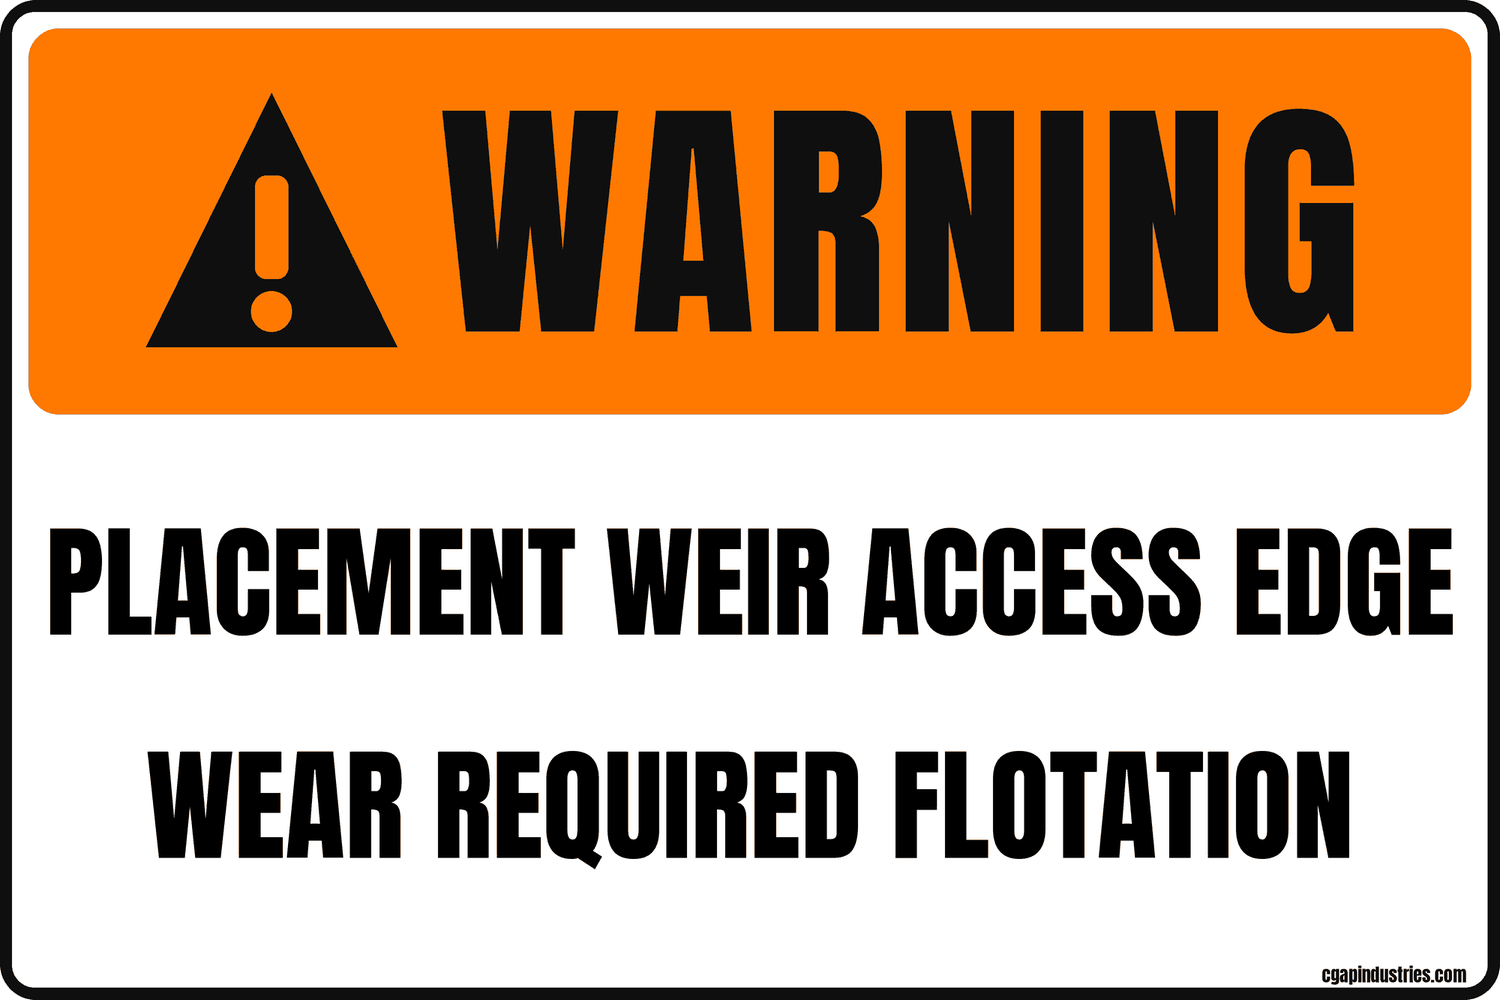 WARNING
PLACEMENT WEIR ACCESS EDGE
WEAR REQUIRED FLOTATION
cgapindustries.com